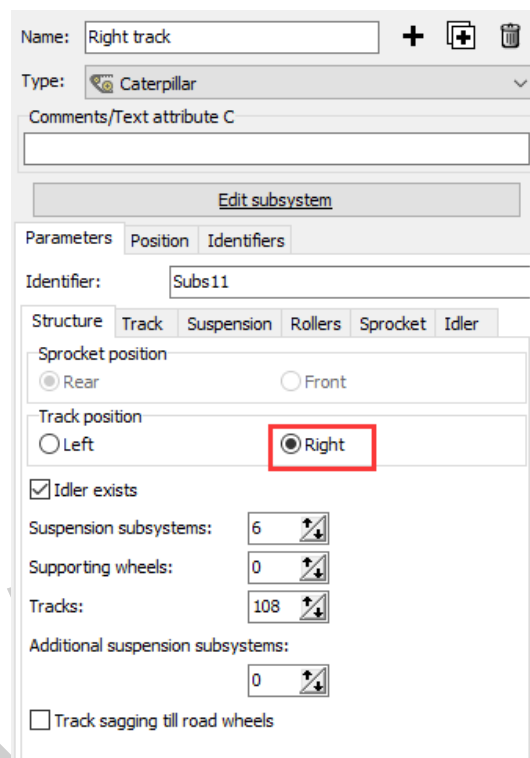 Name: Right track
Type: Caterpillar
Comments/Text attribute C
Edit subsystem
Parameters Position Identifiers
Identifier: Subs11
Structure Track Suspension Rollers Sprocket Idler
Sprocket position
Rear Front
Track position
Left Right
Idler exists
Suspension subsystems: 6
Supporting wheels: 0
Tracks: 108
Additional suspension subsystems:
0
Track sagging till road wheels